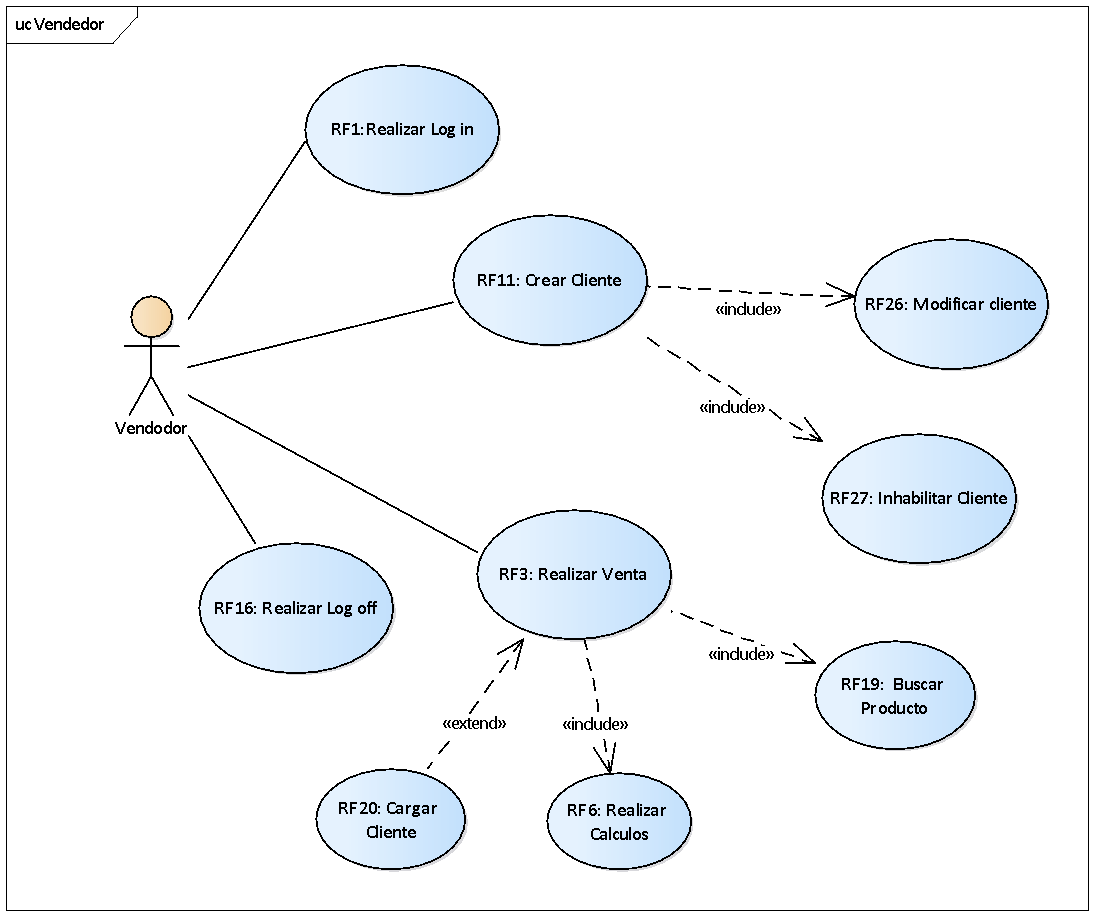 uc Vendedor
RF1:Realizar Log in
RF11: Crear Cliente
«include»
RF26: Modificar cliente
«include»
RF27: Inhabilitar Cliente
Vendodor
RF16: Realizar Log off
RF3: Realizar Venta
«include»
RF19:  Buscar
Producto
«extend»
«include»
RF20: Cargar
Cliente
RF6: Realizar
Calculos